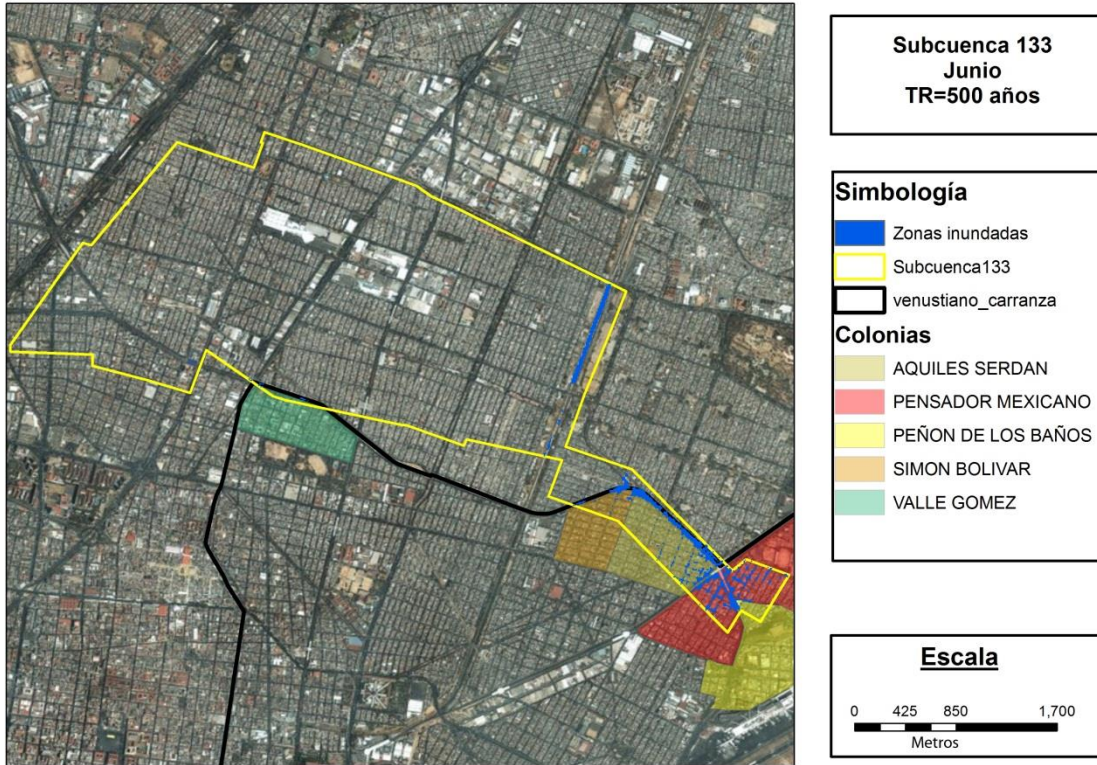 Subcuenca 133
Junio
TR=500 años
Simbología
Zonas inundadas
Subcuenca133
venustiano_carranza
Colonias
AQUILES SERDAN
PENSADOR MEXICANO
PEÑON DE LOS BAÑOS
SIMON BOLIVAR
VALLE GOMEZ
Escala
0 425 850 1,700
Metros